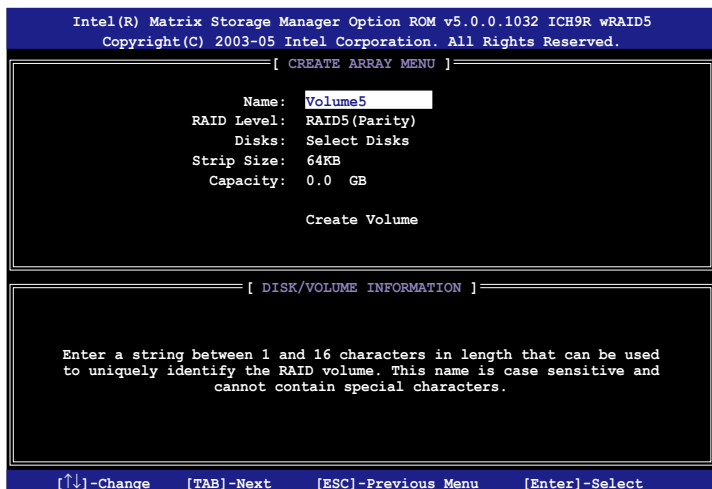 Intel(R) Matrix Storage Manager Option ROM v5.0.0.1032 ICH9R wRAID5
Copyright(C) 2003-05 Intel Corporation. All Rights Reserved.
[ CREATE ARRAY MENU ]
Name: Volume5
RAID Level: RAID5(Parity)
Disks: Select Disks
Strip Size: 64KB
Capacity: 0.0 GB
Create Volume
[ DISK/VOLUME INFORMATION ]
Enter a string between 1 and 16 characters in length that can be used
to uniquely identify the RAID volume. This name is case sensitive and
cannot contain special characters.
[↑↓]-Change [TAB]-Next [ESC]-Previous Menu [Enter]-Select